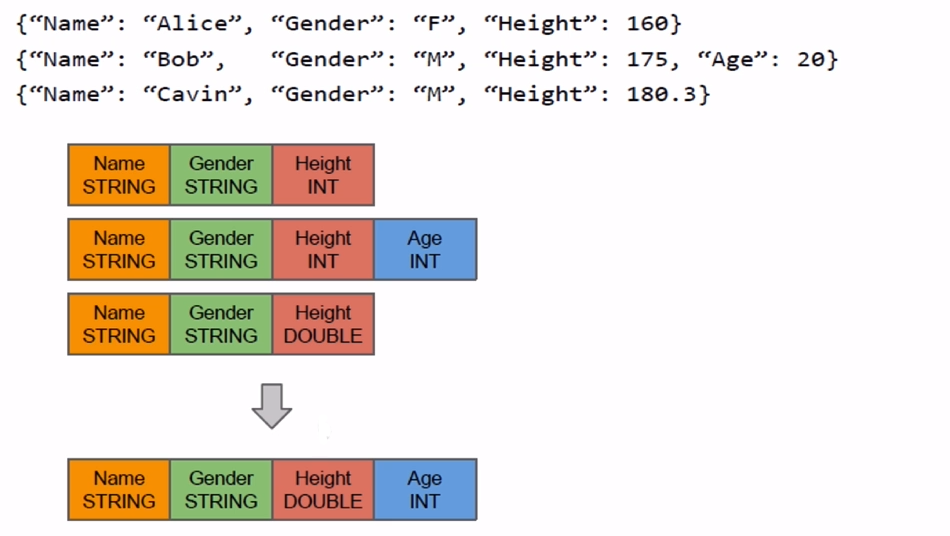 {“Name”: “Alice”, “Gender”: “F”, “Height”: 160}
{“Name”: “Bob”, “Gender”: “M”, “Height”: 175, “Age”: 20}
{“Name”: “Cavin”, “Gender”: “M”, “Height”: 180.3}
Name Gender Height
STRING STRING INT
Name Gender Height Age
STRING STRING INT INT
Name Gender Height
STRING STRING DOUBLE
Name Gender Height Age
STRING STRING DOUBLE INT